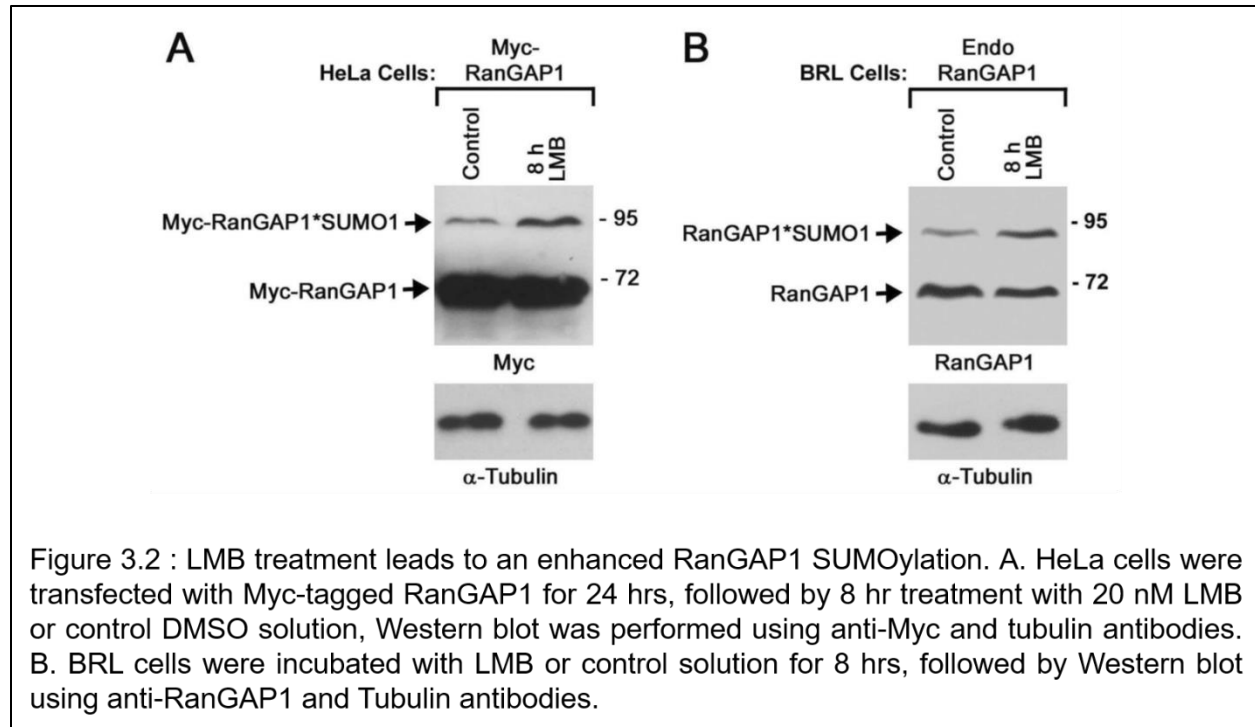 A
Myc-
HeLa Cells: RanGAP1
Control
8 h
LMB
Myc-RanGAP1*SUMO1
- 95
Myc-RanGAP1
- 72
Myc
α-Tubulin
B
Endo
BRL Cells: RanGAP1
Control
8 h
LMB
RanGAP1*SUMO1
- 95
RanGAP1
- 72
RanGAP1
α-Tubulin
Figure 3.2 : LMB treatment leads to an enhanced RanGAP1 SUMOylation. A. HeLa cells were
transfected with Myc-tagged RanGAP1 for 24 hrs, followed by 8 hr treatment with 20 nM LMB
or control DMSO solution, Western blot was performed using anti-Myc and tubulin antibodies.
B. BRL cells were incubated with LMB or control solution for 8 hrs, followed by Western blot
using anti-RanGAP1 and Tubulin antibodies.